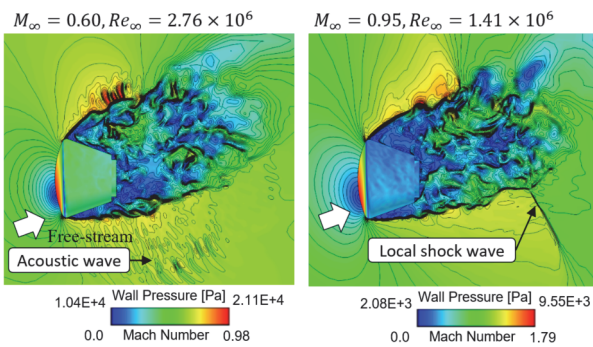 M∞ = 0.60, Re∞ = 2.76 × 10⁶
M∞ = 0.95, Re∞ = 1.41 × 10⁶
Free-stream
Acoustic wave
Local shock wave
Wall Pressure [Pa]
1.04E+4 2.11E+4
0.0 Mach Number 0.98
Wall Pressure [Pa]
2.08E+3 9.55E+3
0.0 Mach Number 1.79